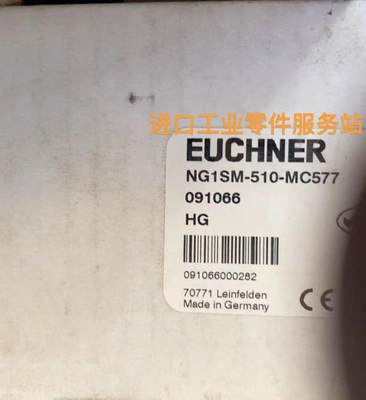 进口工业零件服务站
EUCHNER
NG1SM-510-MC577
091066
HG
091066000282
70771 Leinfelden
Made in Germany
CE